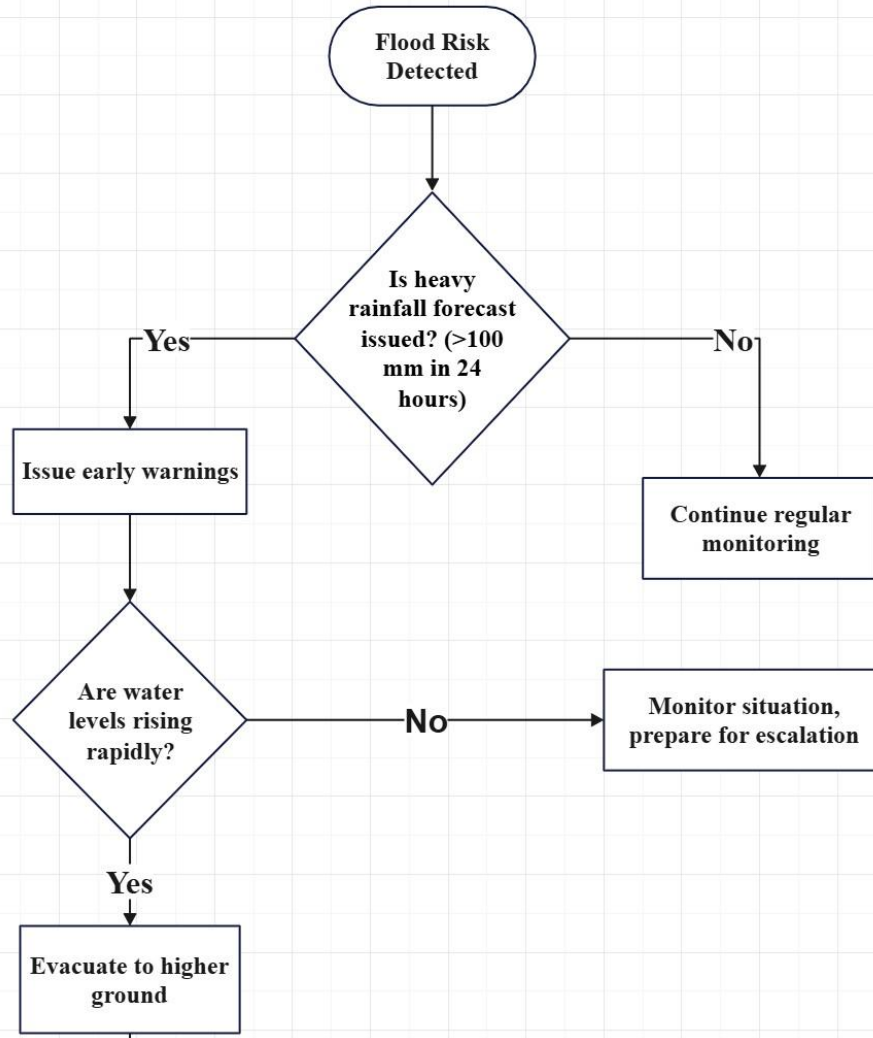 Flood Risk
Detected
Is heavy
rainfall forecast
issued? (>100
mm in 24
hours)
Yes
No
Issue early warnings
Continue regular
monitoring
Are water
levels rising
rapidly?
No
Monitor situation,
prepare for escalation
Yes
Evacuate to higher
ground